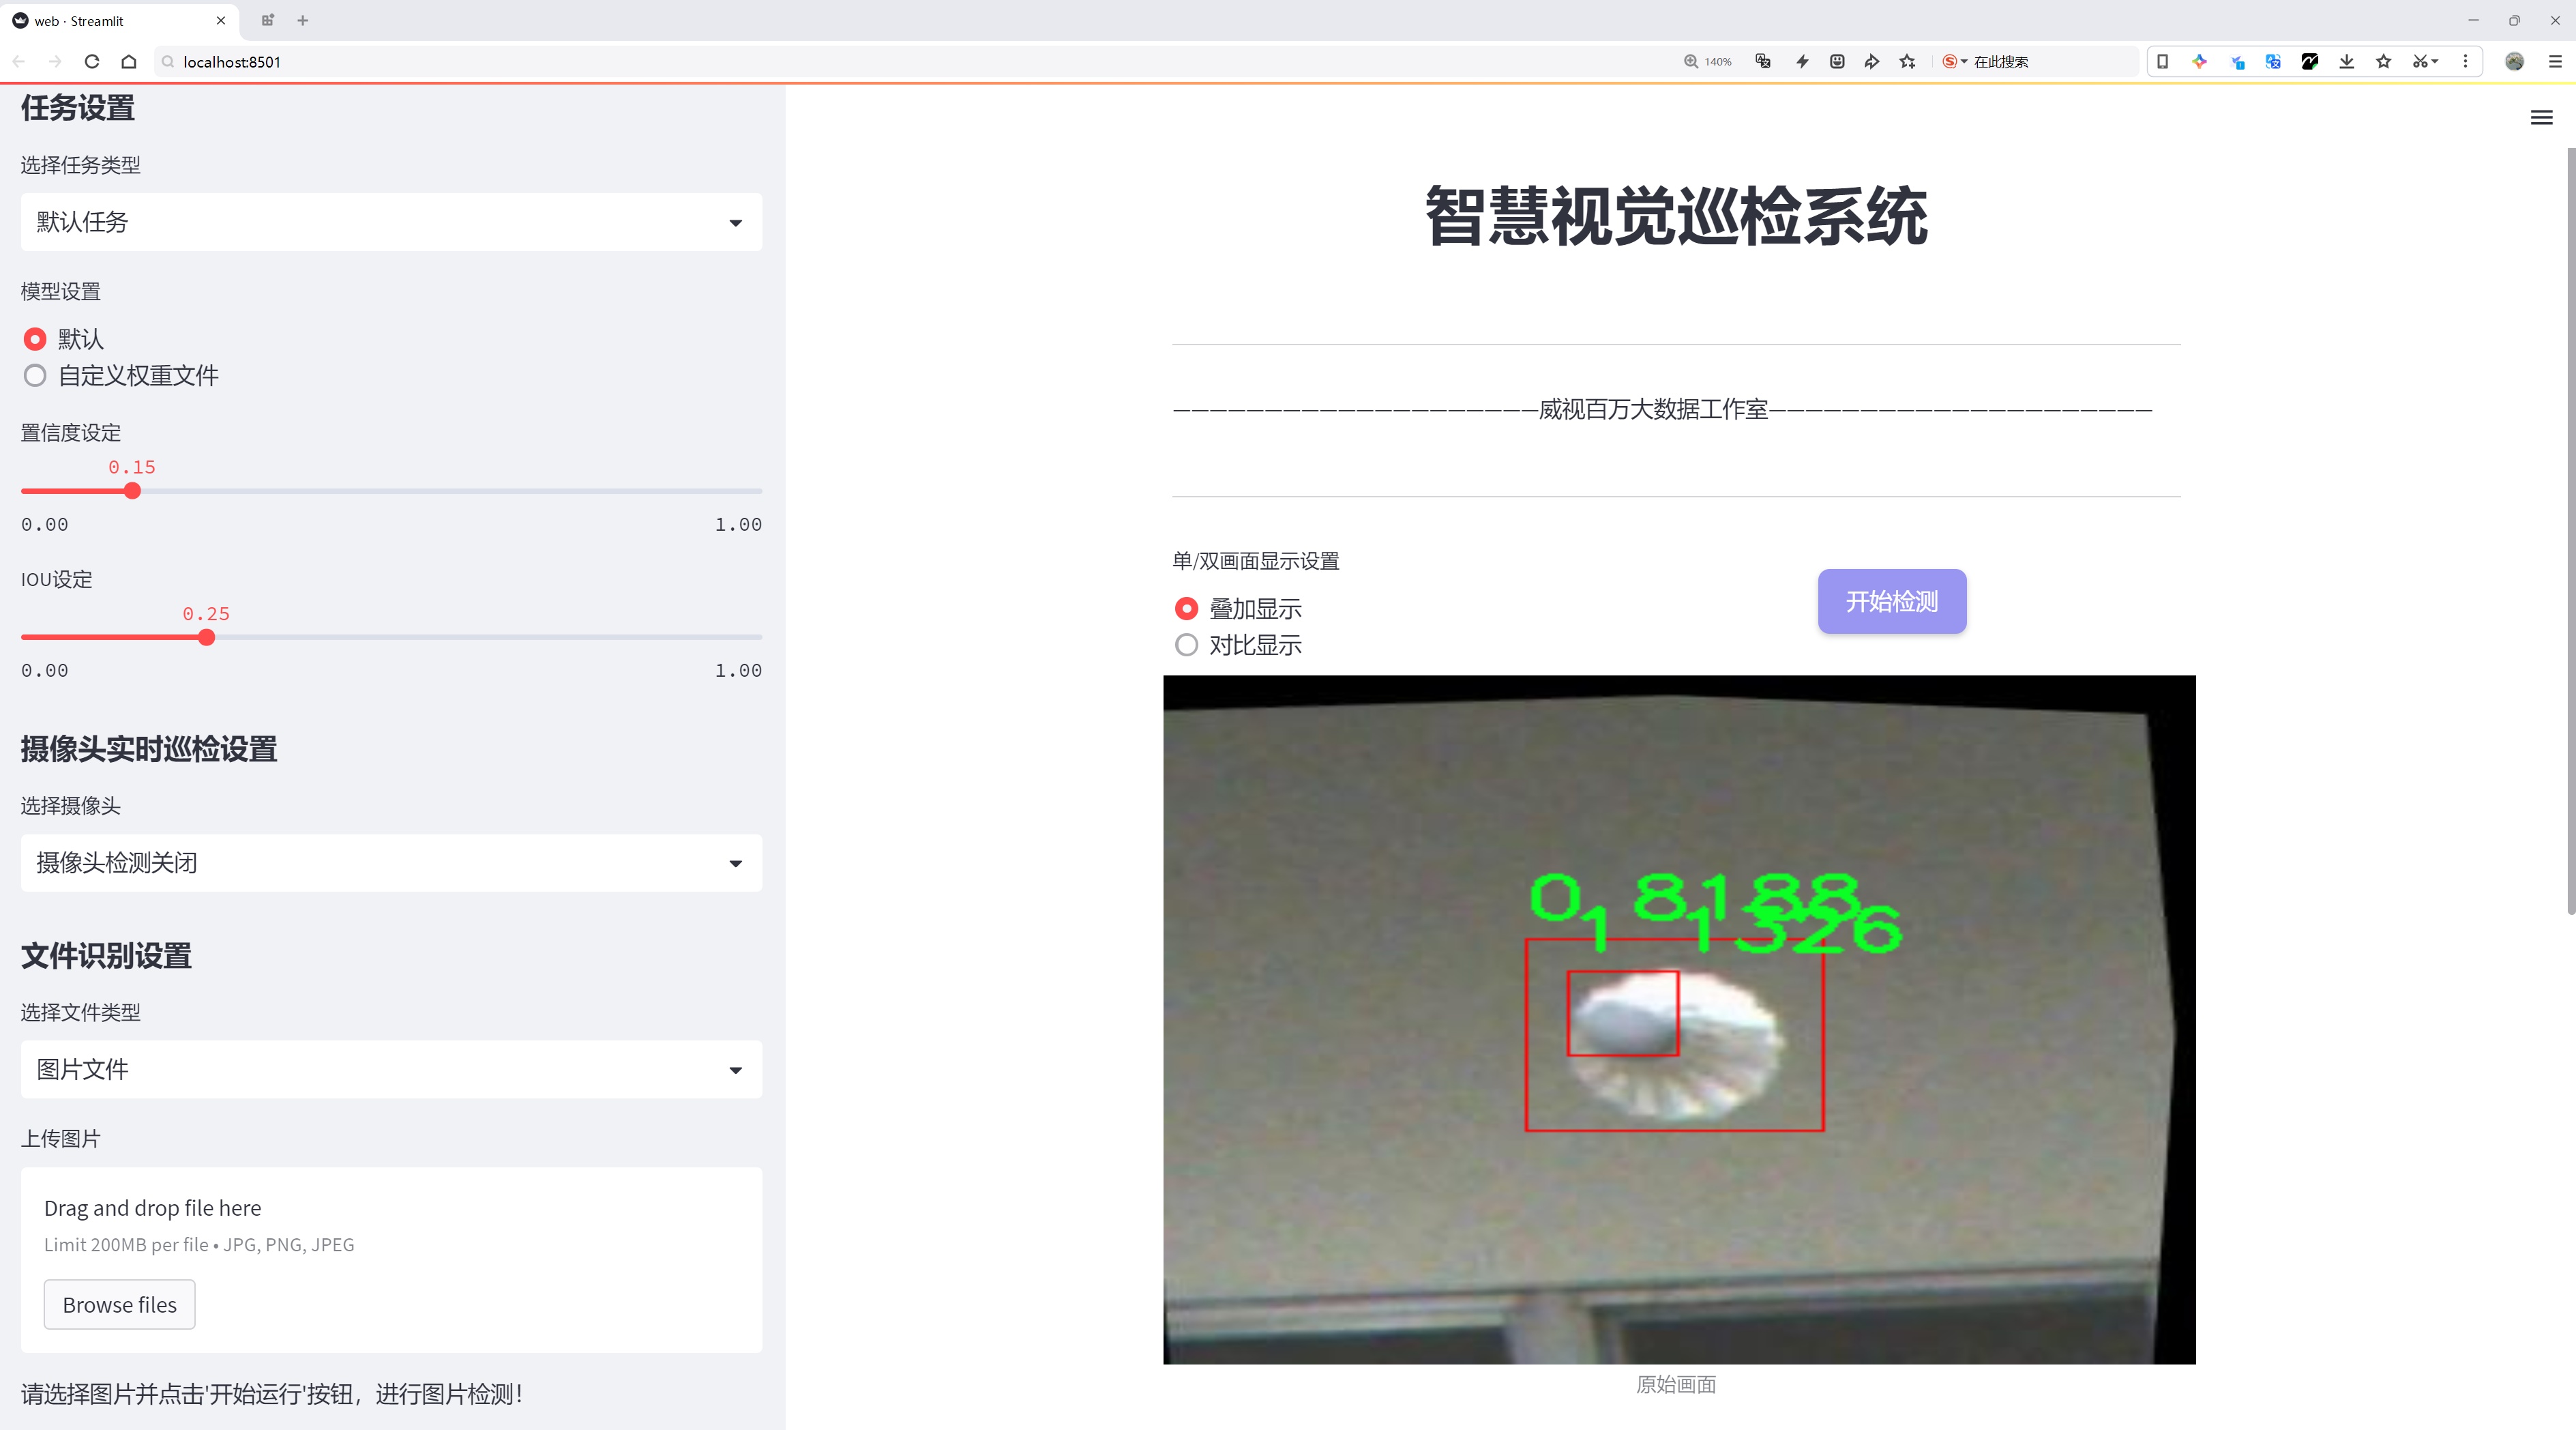 web · Streamlit
localhost:8501
140%
在此搜索
任务设置
选择任务类型
默认任务
模型设置
默认
自定义权重文件
置信度设定
0.15
0.00 1.00
IOU设定
0.25
0.00 1.00
摄像头实时巡检设置
选择摄像头
摄像头检测关闭
文件识别设置
选择文件类型
图片文件
上传图片
Drag and drop file here
Limit 200MB per file • JPG, PNG, JPEG
Browse files
请选择图片并点击'开始运行'按钮，进行图片检测！
智慧视觉巡检系统
————————————————————威视百万大数据工作室—————————————————————
单/双画面显示设置
叠加显示
对比显示
开始检测
0 8188
1 1326
原始画面